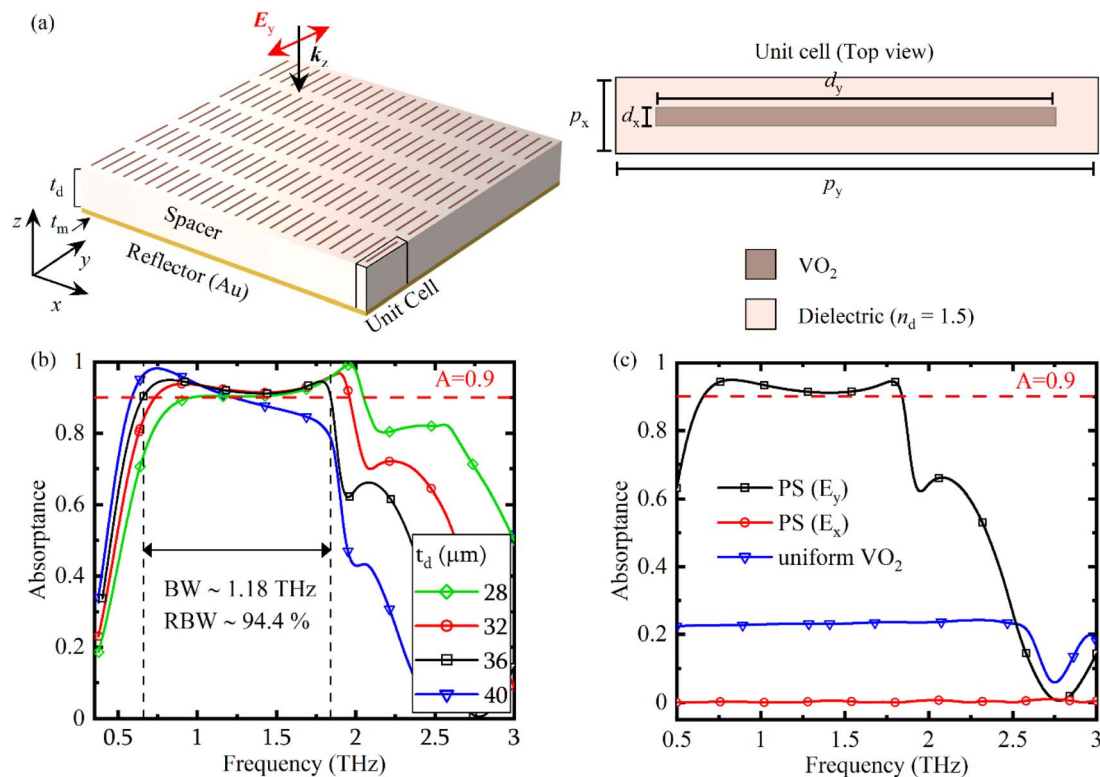 (a)
E_y
k_z
t_d
t_m
z
y
x
Spacer
Reflector (Au)
Unit Cell
Unit cell (Top view)
d_y
p_x
d_x
p_y
VO₂
Dielectric (n_d = 1.5)
(b)
1
0.8
0.6
0.4
0.2
0
A=0.9
BW ~ 1.18 THz
RBW ~ 94.4 %
t_d (μm)
28
32
36
40
0.5
1
1.5
2
2.5
3
Frequency (THz)
Absorptance
(c)
1
0.8
0.6
0.4
0.2
0
A=0.9
PS (E_y)
PS (E_x)
uniform VO₂
0.5
1
1.5
2
2.5
3
Frequency (THz)
Absorptance